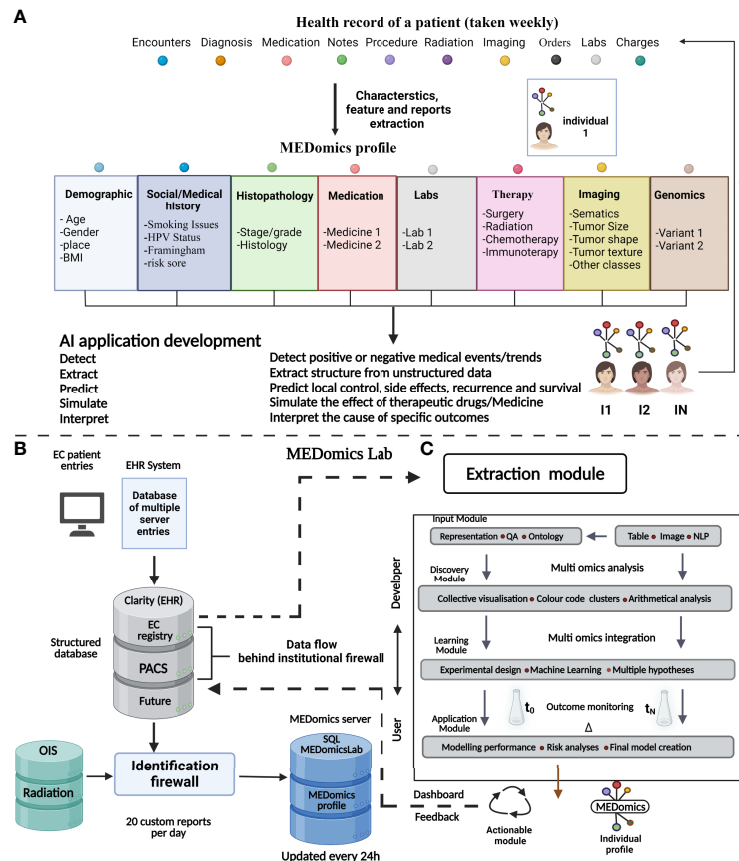 A
Health record of a patient (taken weekly)
Encounters Diagnosis Medication Notes Prccedure Radiation Imaging Orders Labs Charges
Characterstics,
feature and reports
extraction
individual
1
MEDomics profile
Demographic
- Age
-Gender
-place
-BMI
Social/Medical
history
-Smoking Issues
-HPV Status
-Framingham
-risk sore
Histopathology
-Stage/grade
-Histology
Medication
-Medicine 1
-Medicine 2
Labs
-Lab 1
-Lab 2
Therapy
-Surgery
-Radiation
-Chemotherapy
-Immunoterapy
Imaging
-Sematics
-Tumor Size
-Tumor shape
-Tumor texture
-Other classes
Genomics
-Variant 1
-Variant 2
AI application development
Detect
Extract
Predict
Simulate
Interpret
Detect positive or negative medical events/trends
Extract structure from unstructured data
Predict local control, side effects, recurrence and survival
Simulate the effect of therapeutic drugs/Medicine
Interpret the cause of specific outcomes
I1 I2 IN
B
EC patient
entries
EHR System
Database
of multiple
server
entries
MEDomics Lab
Clarity (EHR)
EC
registry
PACS
Future
Structured
database
Data flow
behind institutional firewall
OIS
Radiation
Identification
firewall
20 custom reports
per day
MEDomics server
SQL
MEDomicsLab
MEDomics
profile
Updated every 24h
Developer
User
C
Extraction module
Input Module
Representation • QA • Ontology
Table • Image • NLP
Discovery
Module
Multi omics analysis
Collective visualisation • Colour code clusters • Arithmetical analysis
Learning
Module
Multi omics integration
Experimental design • Machine Learning • Multiple hypotheses
t0
Outcome monitoring
tN
Δ
Application
Module
Modelling performance • Risk analyses • Final model creation
Dashboard
Feedback
Actionable
module
MEDomics
Individual
profile